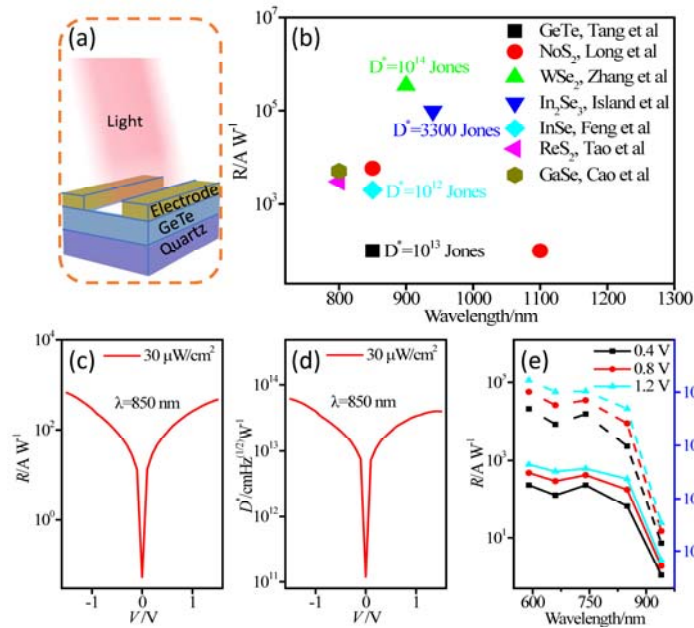 (a)
Light
Electrode
GeTe
Quartz
(b)
R/A W⁻¹
10⁷
10⁵
10³
D*=10¹⁴ Jones
D*=3300 Jones
D*=10¹² Jones
D*=10¹³ Jones
GeTe, Tang et al
NoS₂, Long et al
WSe₂, Zhang et al
In₂Se₃, Island et al
InSe, Feng et al
ReS₂, Tao et al
GaSe, Cao et al
800 900 1000 1100 1200 1300
Wavelength/nm
(c)
30 μW/cm²
λ=850 nm
R/A W⁻¹
10⁴
10²
10⁰
-1 0 1
V/V
(d)
30 μW/cm²
λ=850 nm
D*/cmHz^(1/2)W⁻¹
10¹⁴
10¹³
10¹²
10¹¹
-1 0 1
V/V
(e)
0.4 V
0.8 V
1.2 V
R/A W⁻¹
10⁵
10³
10¹
600 750 900
Wavelength/nm